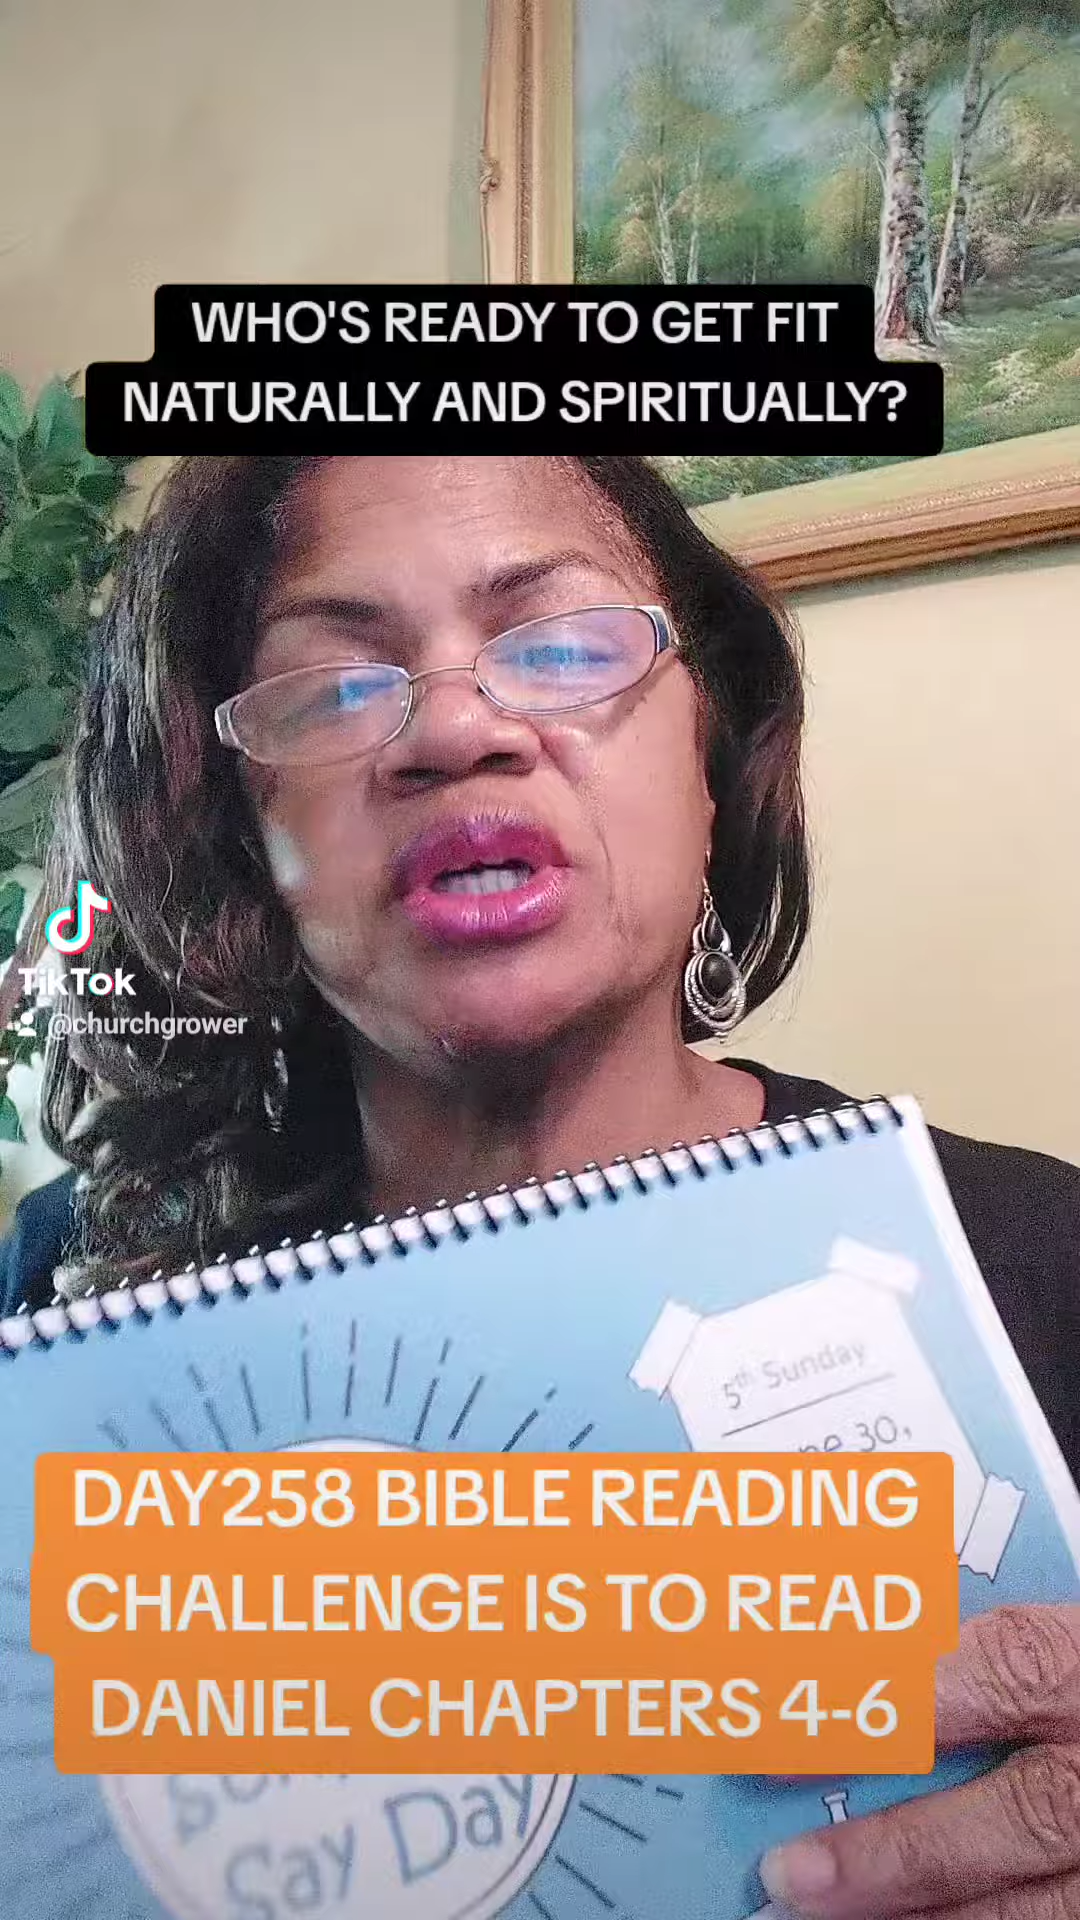 WHO'S READY TO GET FIT
NATURALLY AND SPIRITUALLY?
TikTok
@churchgrower
5th Sunday
30,
DAY258 BIBLE READING
CHALLENGE IS TO READ
DANIEL CHAPTERS 4-6
Say Day